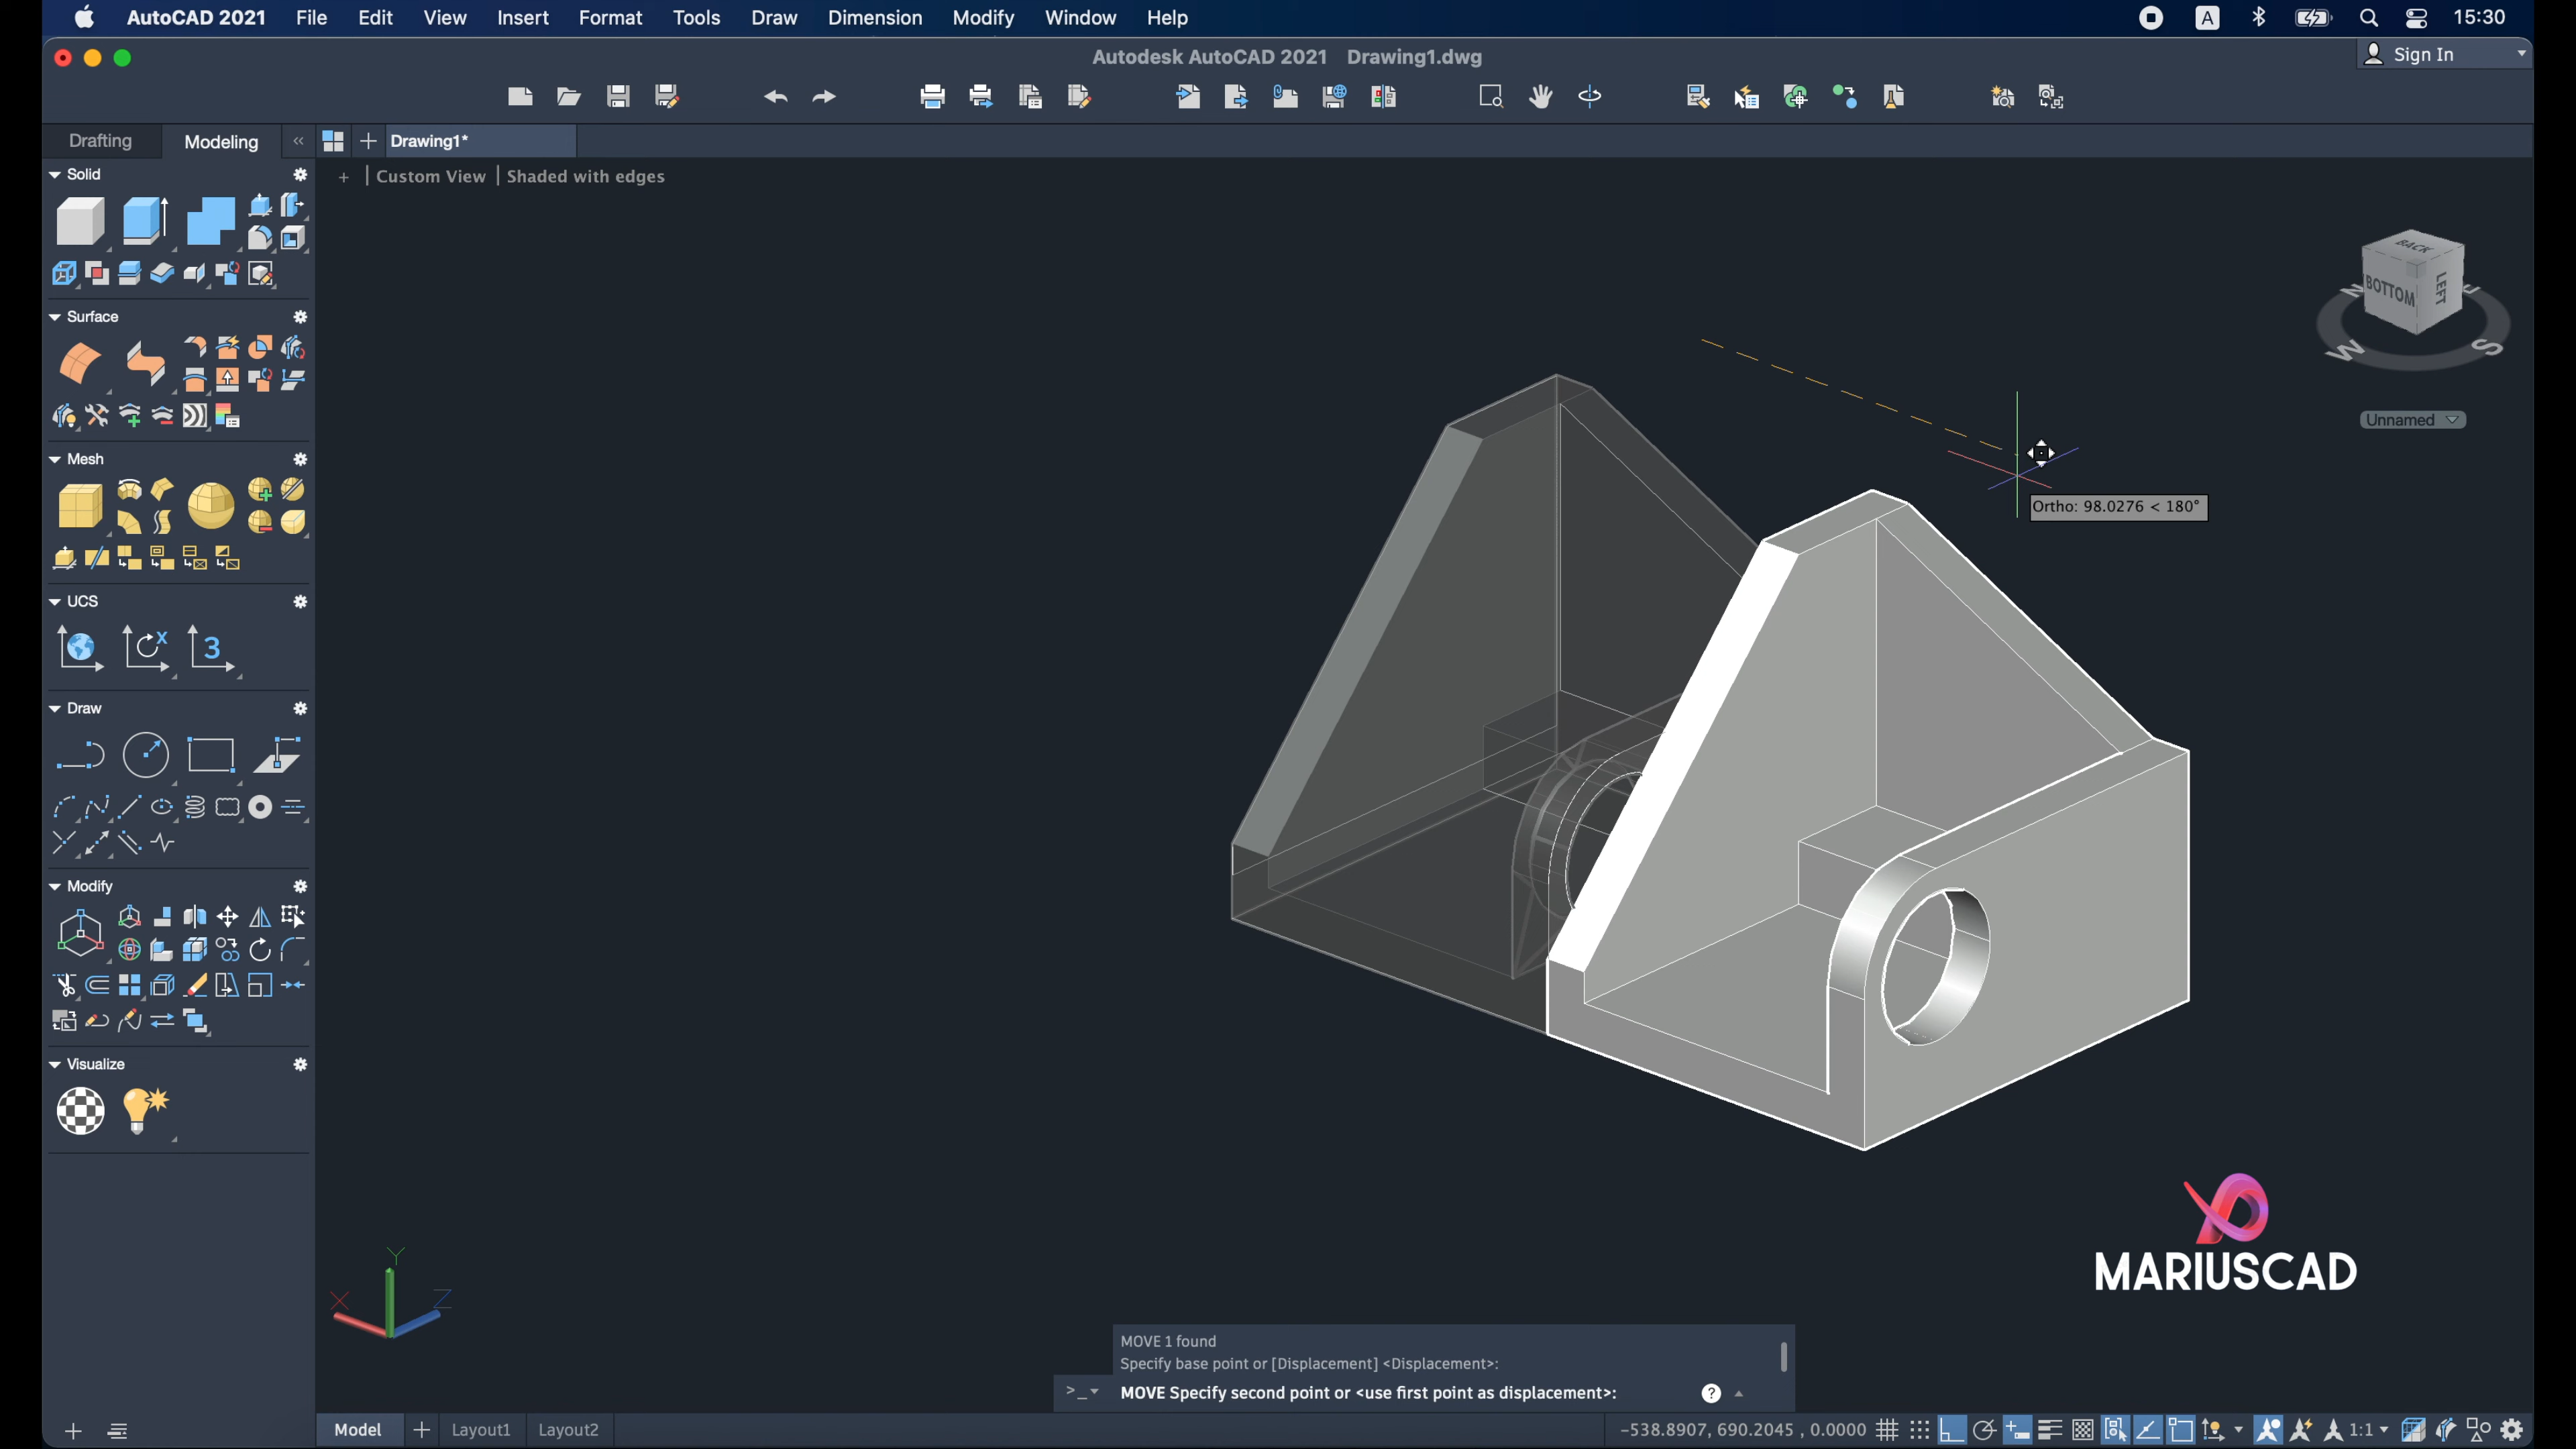 AutoCAD 2021 File Edit View Insert Format Tools Draw Dimension Modify Window Help A 15:30
Autodesk AutoCAD 2021 Drawing1.dwg
Sign In
Drafting Modeling « + Drawing1*
Solid
+ | Custom View | Shaded with edges
BACK
BOTTOM
LEFT
N
W
S
Unnamed
Surface
Mesh
Ortho: 98.0276 < 180°
UCS
X
3
Draw
Modify
Visualize
Y
X
Z
MARIUSCAD
MOVE 1 found
Specify base point or [Displacement] <Displacement>:
>_ MOVE Specify second point or <use first point as displacement>: ?
Model + Layout1 Layout2 -538.8907, 690.2045 , 0.0000 1:1